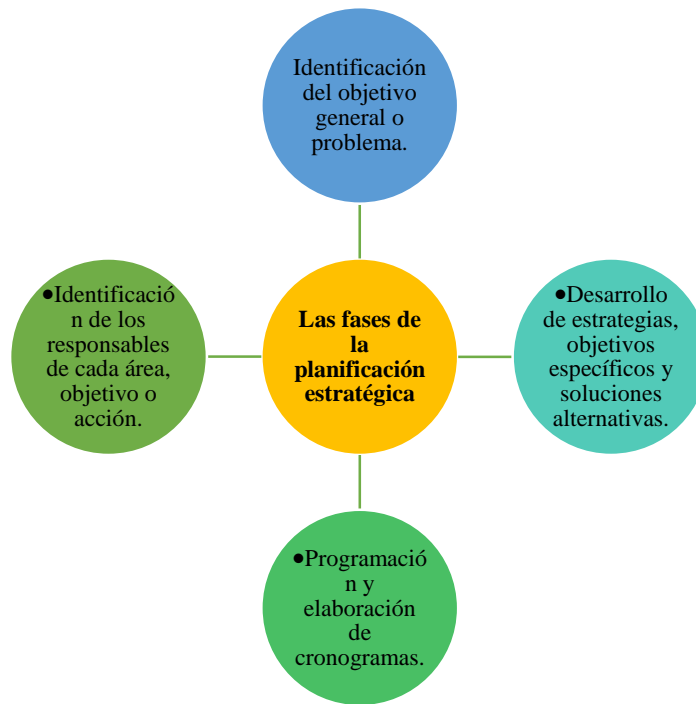 Identificación
del objetivo
general o
problema.
•Identificació
n de los
responsables
de cada área,
objetivo o
acción.
Las fases de
la
planificación
estratégica
•Desarrollo
de estrategias,
objetivos
específicos y
soluciones
alternativas.
•Programació
n y
elaboración
de
cronogramas.